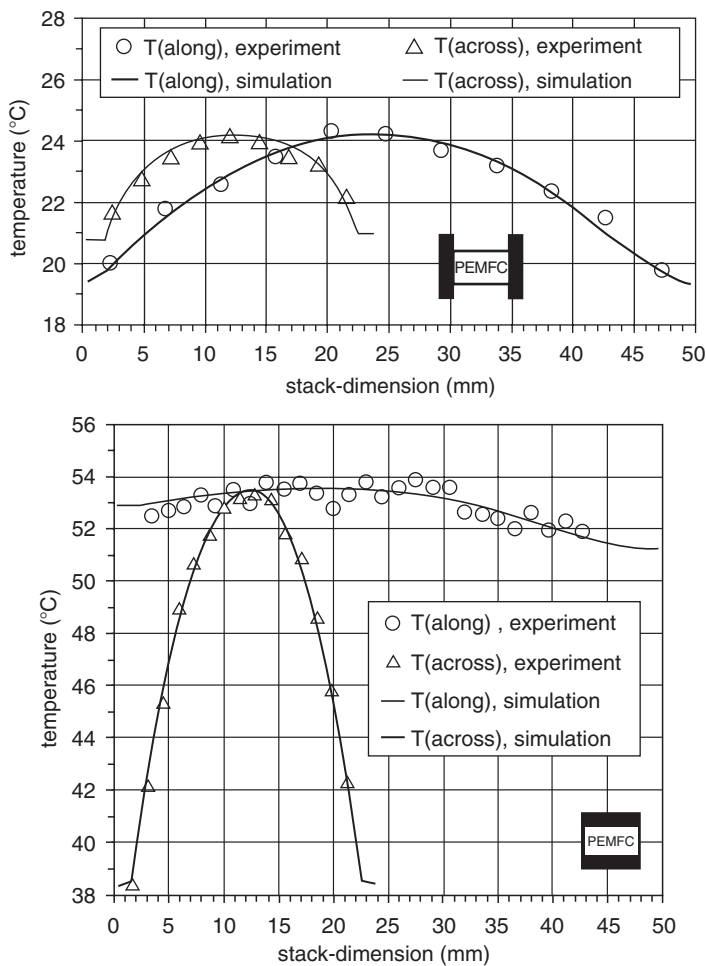 28
26
24
22
20
18
temperature (°C)
T(along), experiment
T(across), experiment
T(along), simulation
T(across), simulation
PEMFC
0 5 10 15 20 25 30 35 40 45 50
stack-dimension (mm)
56
54
52
50
48
46
44
42
40
38
temperature (°C)
T(along) , experiment
T(across), experiment
T(along), simulation
T(across), simulation
PEMFC
0 5 10 15 20 25 30 35 40 45 50
stack-dimension (mm)